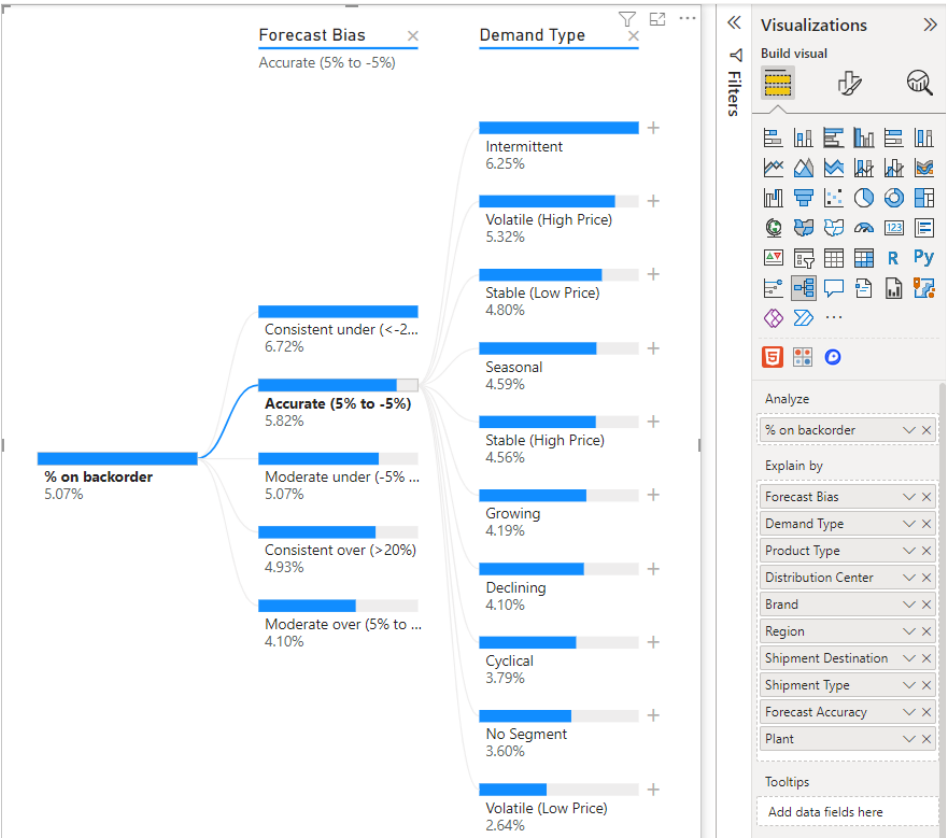 Forecast Bias
Accurate (5% to -5%)
Demand Type
Intermittent
6.25%
Volatile (High Price)
5.32%
Stable (Low Price)
4.80%
Seasonal
4.59%
Stable (High Price)
4.56%
Growing
4.19%
Declining
4.10%
Cyclical
3.79%
No Segment
3.60%
Volatile (Low Price)
2.64%
Consistent under (<-2...
6.72%
Accurate (5% to -5%)
5.82%
Moderate under (-5% ...
5.07%
Consistent over (>20%)
4.93%
Moderate over (5% to ...
4.10%
% on backorder
5.07%
Filters
Visualizations
Build visual
123
R
Py
5
Analyze
% on backorder
Explain by
Forecast Bias
Demand Type
Product Type
Distribution Center
Brand
Region
Shipment Destination
Shipment Type
Forecast Accuracy
Plant
Tooltips
Add data fields here